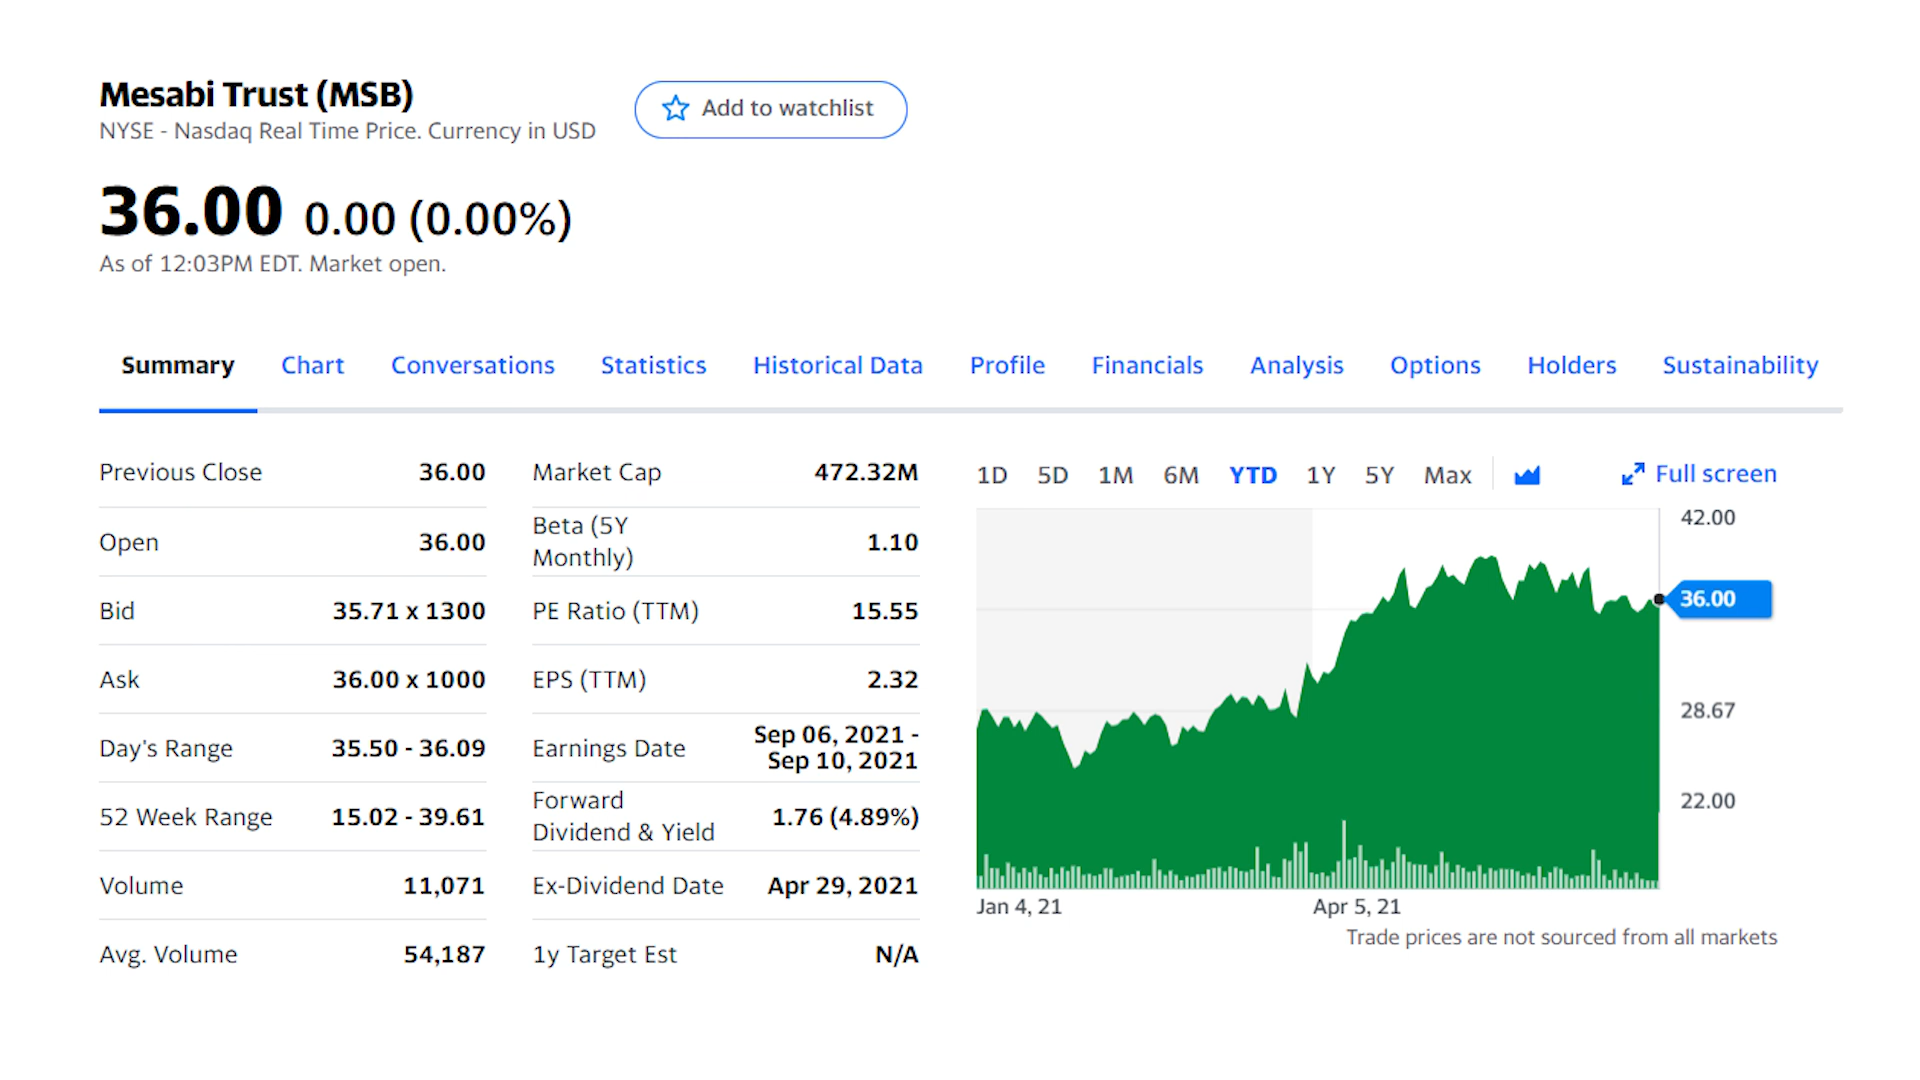 Mesabi Trust (MSB)
Add to watchlist
NYSE - Nasdaq Real Time Price. Currency in USD
36.00 0.00 (0.00%)
As of 12:03PM EDT. Market open.
Summary Chart Conversations Statistics Historical Data Profile Financials Analysis Options Holders Sustainability
Previous Close 36.00
Open 36.00
Bid 35.71 x 1300
Ask 36.00 x 1000
Day's Range 35.50 - 36.09
52 Week Range 15.02 - 39.61
Volume 11,071
Avg. Volume 54,187
Market Cap 472.32M
Beta (5Y
Monthly) 1.10
PE Ratio (TTM) 15.55
EPS (TTM) 2.32
Earnings Date Sep 06, 2021 -
Sep 10, 2021
Forward
Dividend & Yield 1.76 (4.89%)
Ex-Dividend Date Apr 29, 2021
1y Target Est N/A
1D 5D 1M 6M YTD 1Y 5Y Max Full screen
42.00
36.00
28.67
22.00
Jan 4, 21 Apr 5, 21
Trade prices are not sourced from all markets